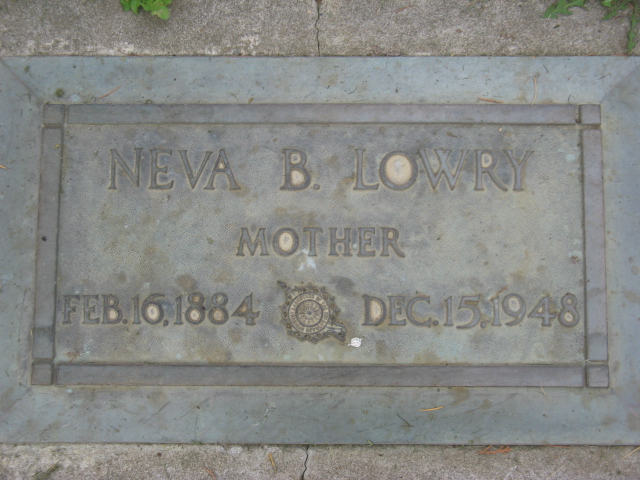 NEVA B. LOWRY
MOTHER
FEB. 16, 1884 DEC. 15, 1948